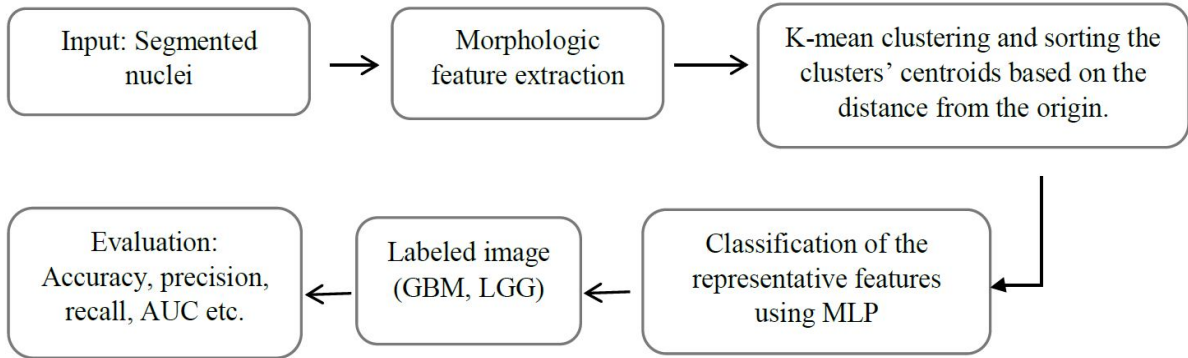 Input: Segmented
nuclei
Morphologic
feature extraction
K-mean clustering and sorting the
clusters’ centroids based on the
distance from the origin.
Classification of the
representative features
using MLP
Labeled image
(GBM, LGG)
Evaluation:
Accuracy, precision,
recall, AUC etc.